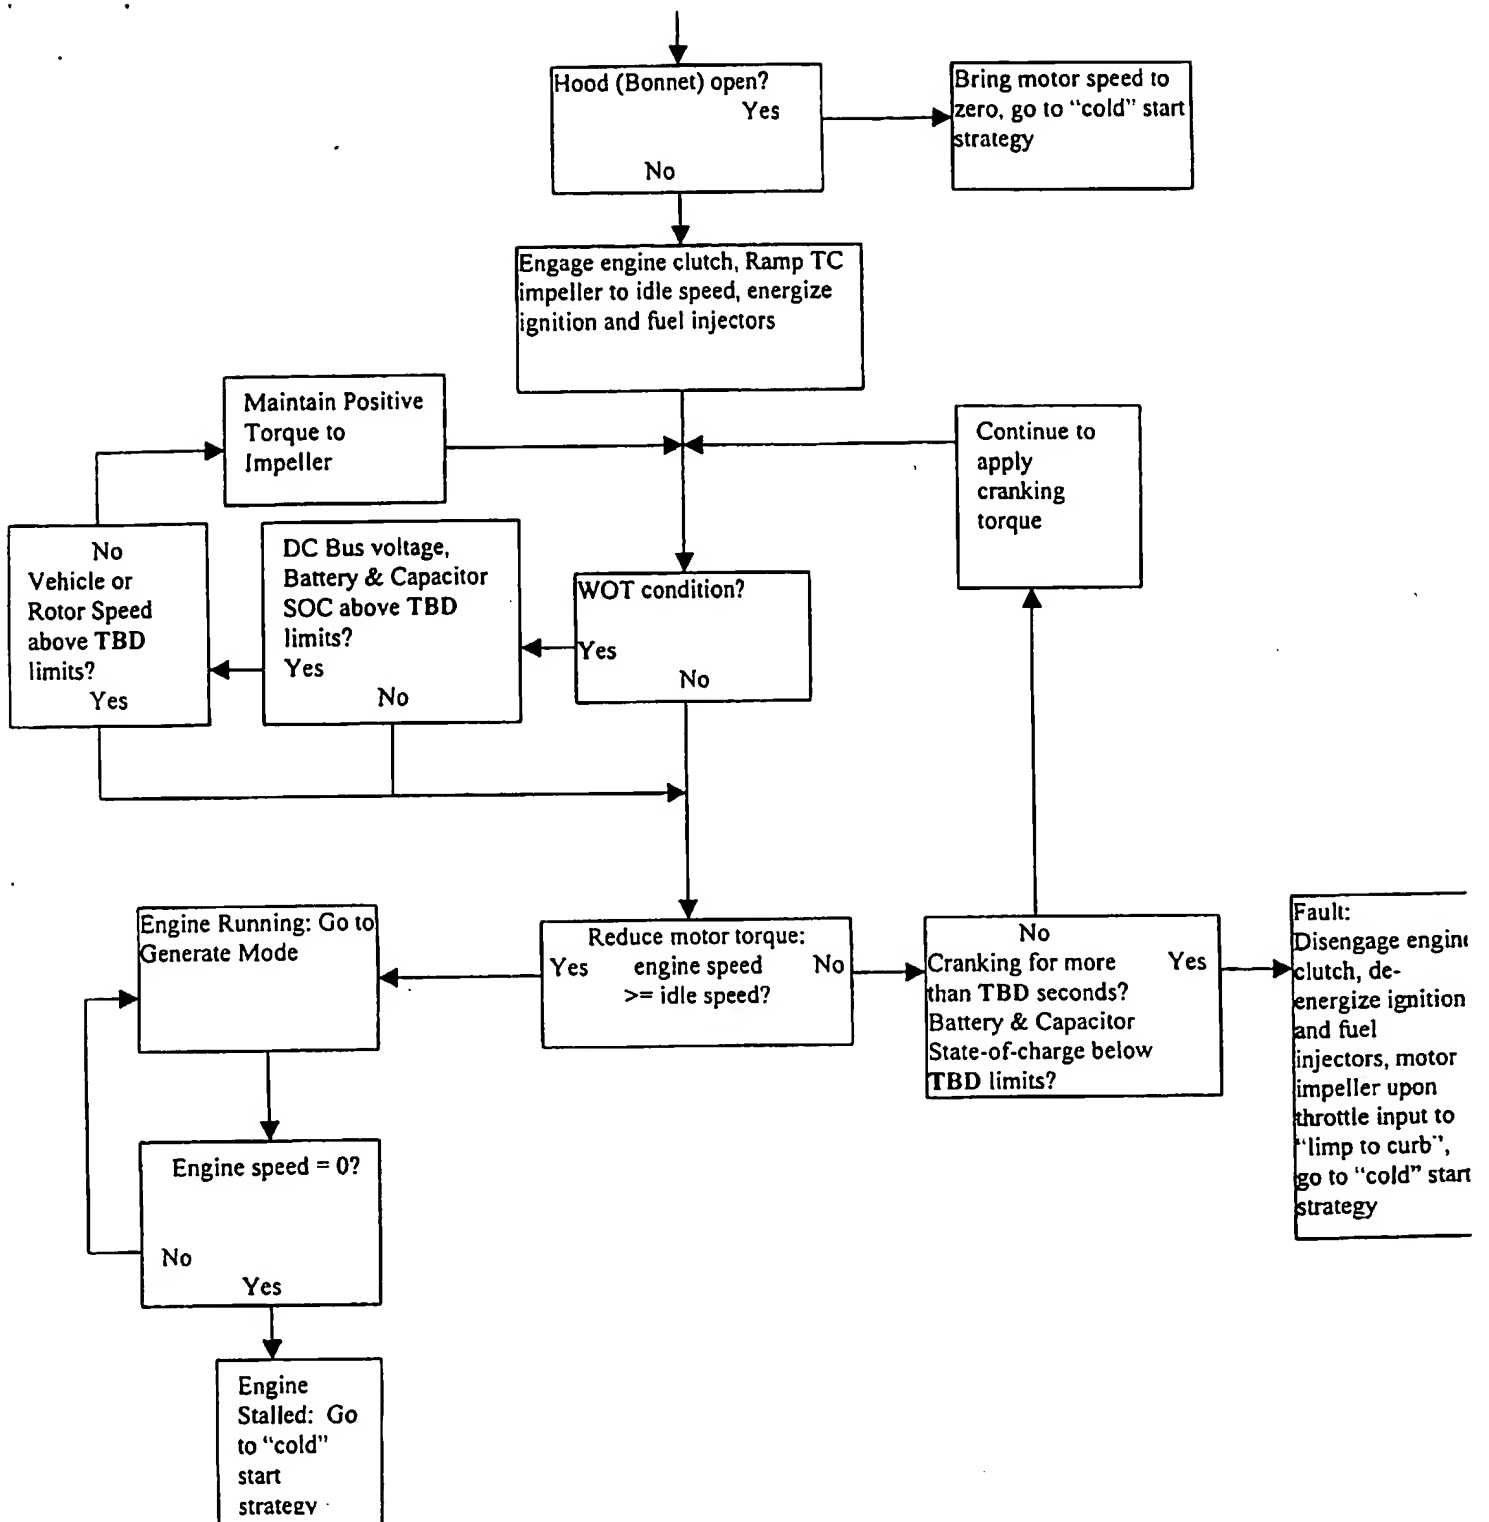 Hood (Bonnet) open?
Yes
No
Bring motor speed to
zero, go to “cold” start
strategy
Engage engine clutch, Ramp TC
impeller to idle speed, energize
ignition and fuel injectors
Maintain Positive
Torque to
Impeller
Continue to
apply
cranking
torque
No
Vehicle or
Rotor Speed
above TBD
limits?
Yes
DC Bus voltage,
Battery & Capacitor
SOC above TBD
limits?
Yes
No
WOT condition?
Yes
No
Engine Running: Go to
Generate Mode
Reduce motor torque:
Yes engine speed No
>= idle speed?
No
Cranking for more Yes
than TBD seconds?
Battery & Capacitor
State-of-charge below
TBD limits?
Fault:
Disengage engine
clutch, de-
energize ignition
and fuel
injectors, motor
impeller upon
throttle input to
“limp to curb”,
go to “cold” start
strategy
Engine speed = 0?
No
Yes
Engine
Stalled: Go
to “cold”
start
strategy